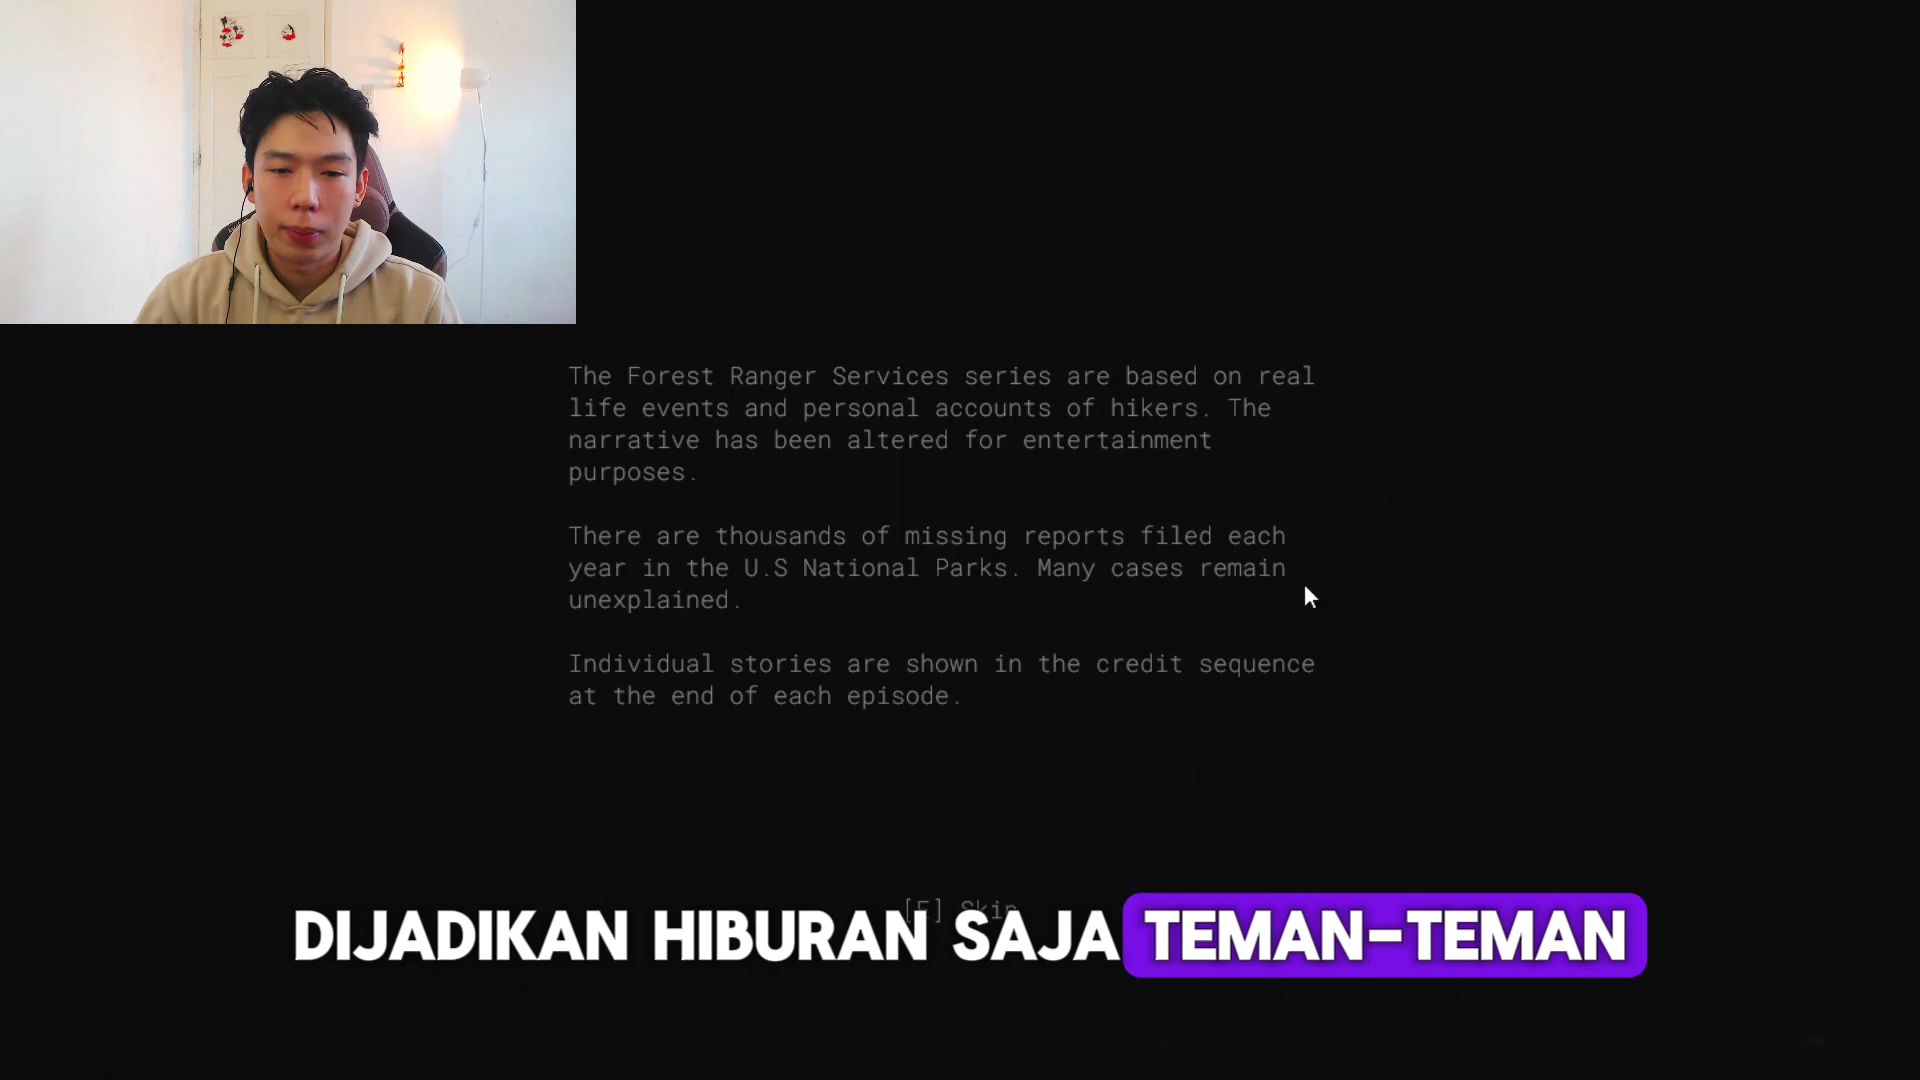 The Forest Ranger Services series are based on real
life events and personal accounts of hikers. The
narrative has been altered for entertainment
purposes.
There are thousands of missing reports filed each
year in the U.S National Parks. Many cases remain
unexplained.
Individual stories are shown in the credit sequence
at the end of each episode.
[E] Skip
DIJADIKAN HIBURAN SAJA TEMAN-TEMAN